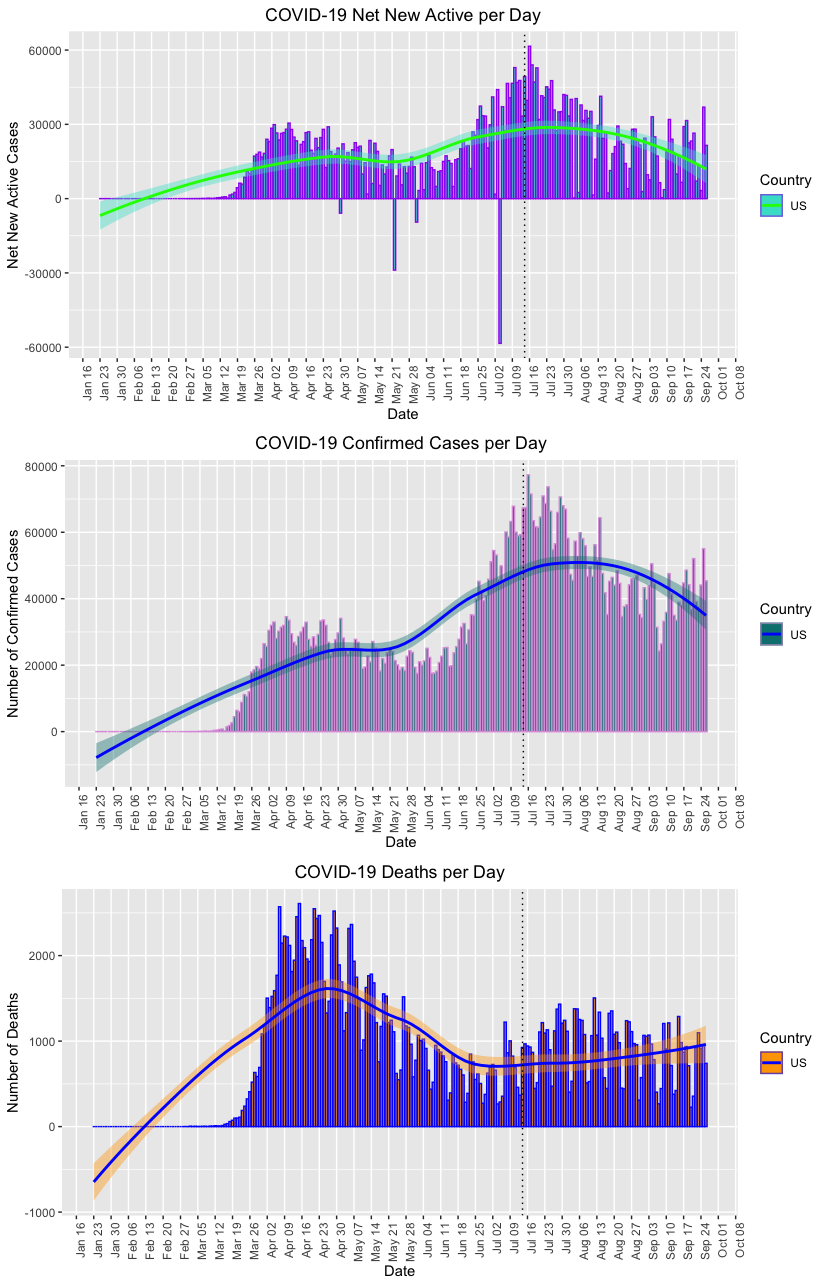 COVID-19 Net New Active per Day
60000
30000
0
-30000
-60000
Net New Active Cases
Jan 16
Jan 23
Jan 30
Feb 06
Feb 13
Feb 20
Feb 27
Mar 05
Mar 12
Mar 19
Mar 26
Apr 02
Apr 09
Apr 16
Apr 23
Apr 30
May 07
May 14
May 21
May 28
Jun 04
Jun 11
Jun 18
Jun 25
Jul 02
Jul 09
Jul 16
Jul 23
Jul 30
Aug 06
Aug 13
Aug 20
Aug 27
Sep 03
Sep 10
Sep 17
Sep 24
Oct 01
Oct 08
Date
Country
US
COVID-19 Confirmed Cases per Day
80000
60000
40000
20000
0
Number of Confirmed Cases
Jan 16
Jan 23
Jan 30
Feb 06
Feb 13
Feb 20
Feb 27
Mar 05
Mar 12
Mar 19
Mar 26
Apr 02
Apr 09
Apr 16
Apr 23
Apr 30
May 07
May 14
May 21
May 28
Jun 04
Jun 11
Jun 18
Jun 25
Jul 02
Jul 09
Jul 16
Jul 23
Jul 30
Aug 06
Aug 13
Aug 20
Aug 27
Sep 03
Sep 10
Sep 17
Sep 24
Oct 01
Oct 08
Date
Country
US
COVID-19 Deaths per Day
2000
1000
0
-1000
Number of Deaths
Jan 16
Jan 23
Jan 30
Feb 06
Feb 13
Feb 20
Feb 27
Mar 05
Mar 12
Mar 19
Mar 26
Apr 02
Apr 09
Apr 16
Apr 23
Apr 30
May 07
May 14
May 21
May 28
Jun 04
Jun 11
Jun 18
Jun 25
Jul 02
Jul 09
Jul 16
Jul 23
Jul 30
Aug 06
Aug 13
Aug 20
Aug 27
Sep 03
Sep 10
Sep 17
Sep 24
Oct 01
Oct 08
Date
Country
US